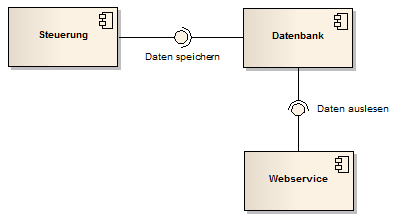 Steuerung
Datenbank
Daten speichern
Daten auslesen
Webservice